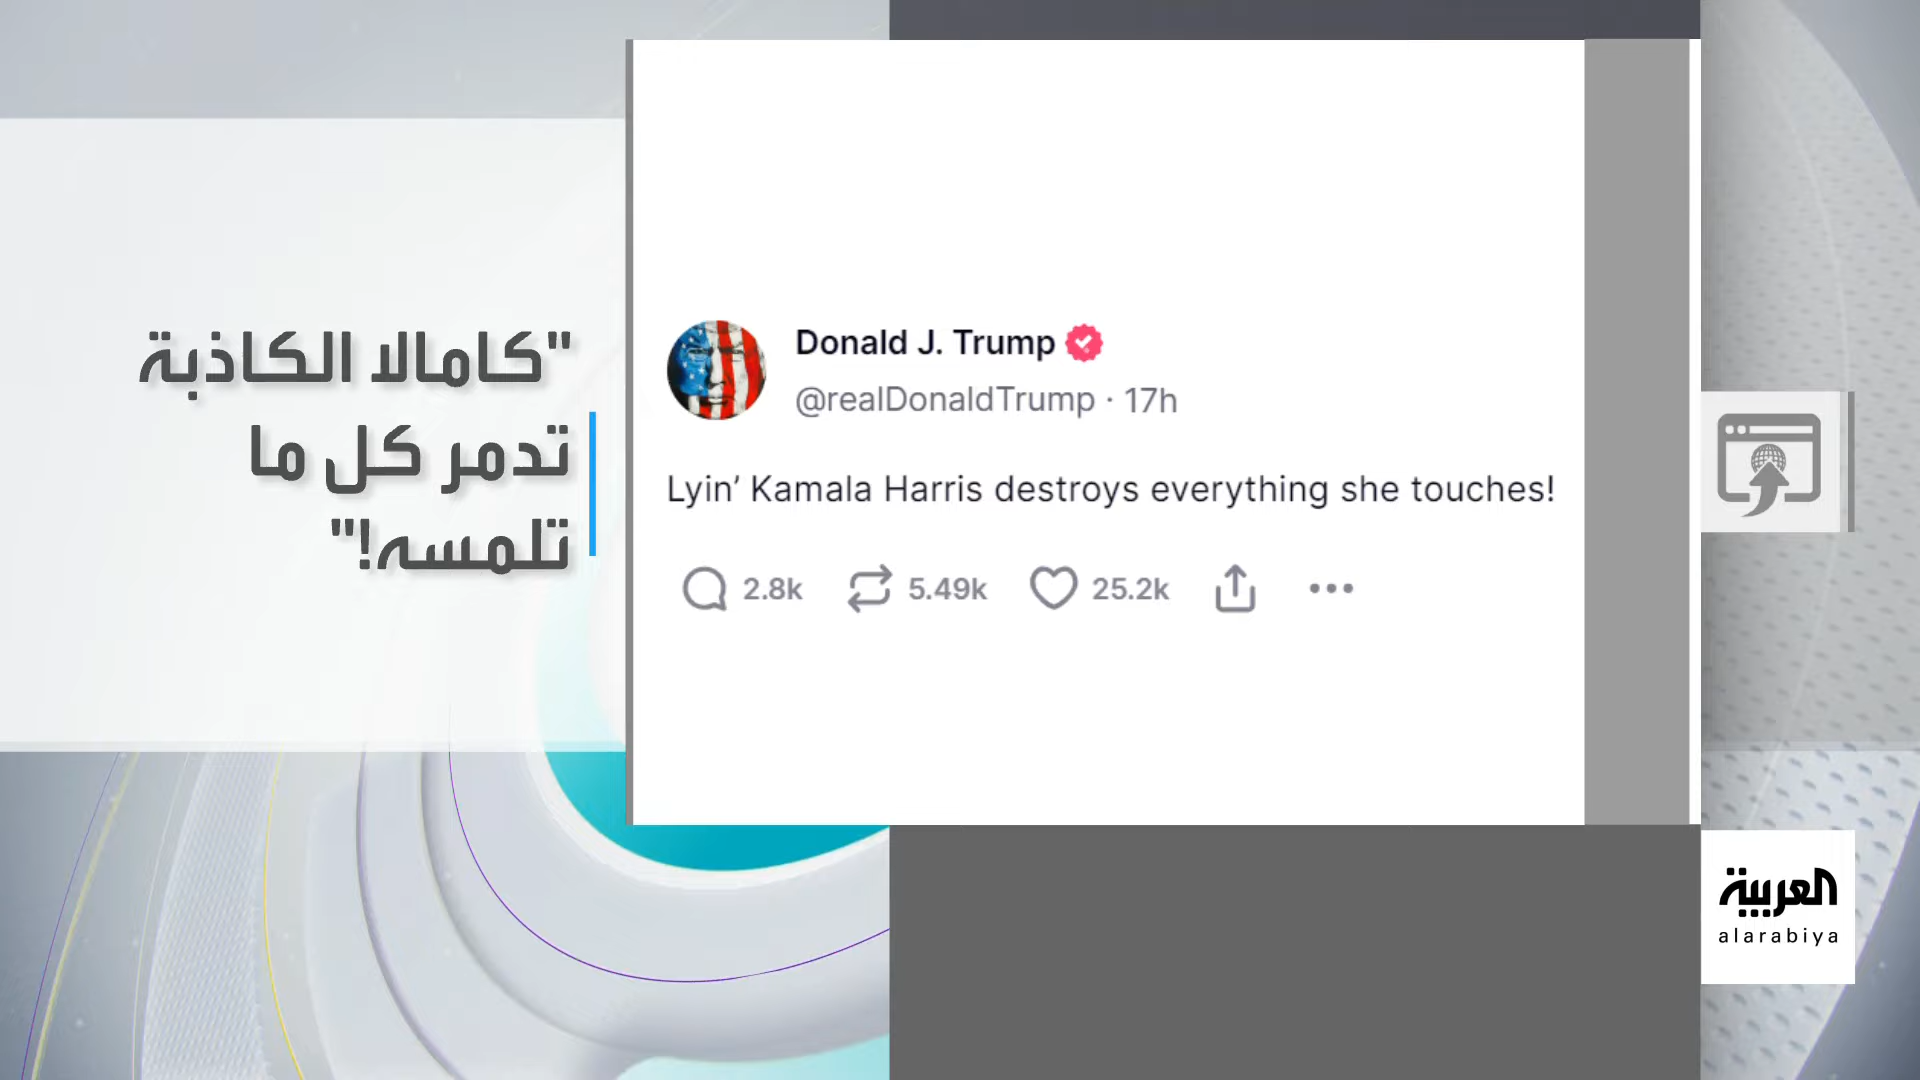 "كامالا الكاذبة
تدمر كل ما
تلمسه!"
Donald J. Trump
@realDonaldTrump · 17h
Lyin’ Kamala Harris destroys everything she touches!
2.8k 5.49k 25.2k
العربية
alarabiya